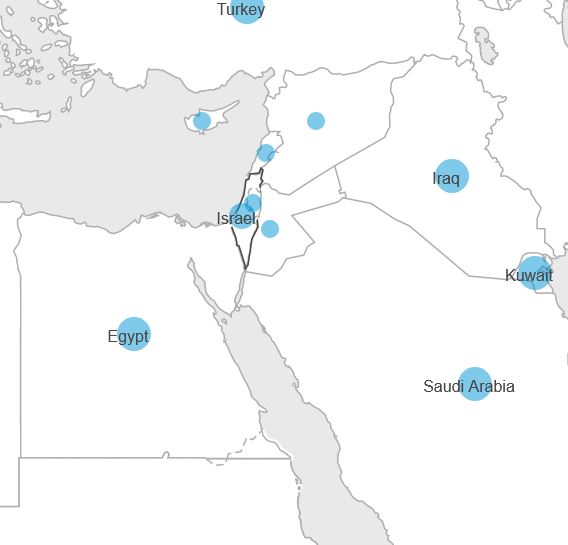 Turkey
Iraq
Israel
Kuwait
Egypt
Saudi Arabia